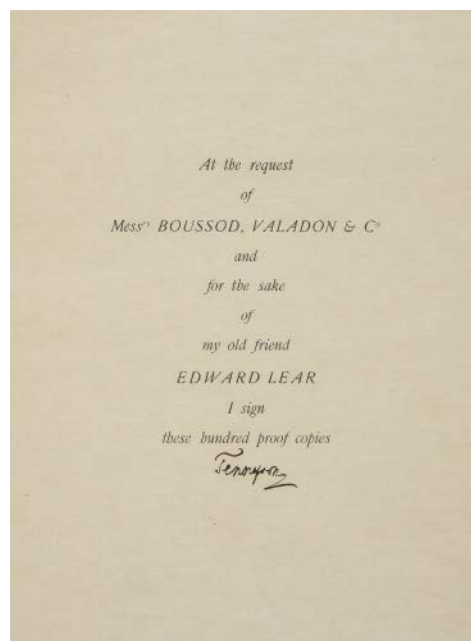 At the request
of
Mess^rs BOUSSOD, VALADON & C^o
and
for the sake
of
my old friend
EDWARD LEAR
I sign
these hundred proof copies
Tennyson